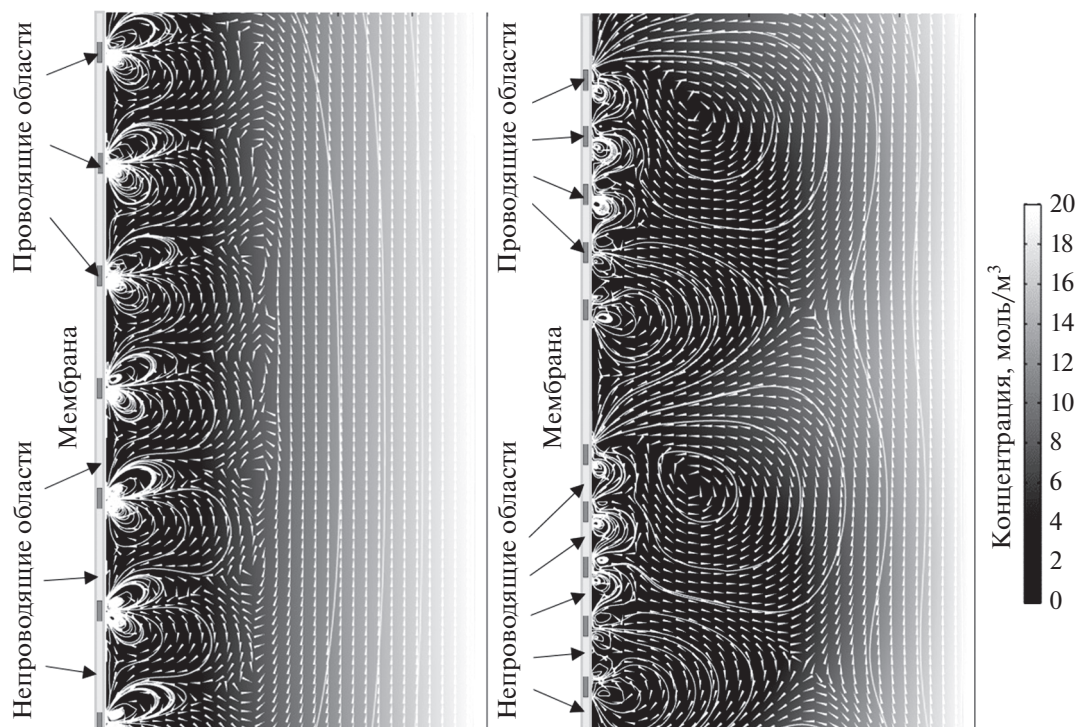 Проводящие области
Мембрана
Непроводящие области
Проводящие области
Мембрана
Непроводящие области
Концентрация, моль/м³
20
18
16
14
12
10
8
6
4
2
0